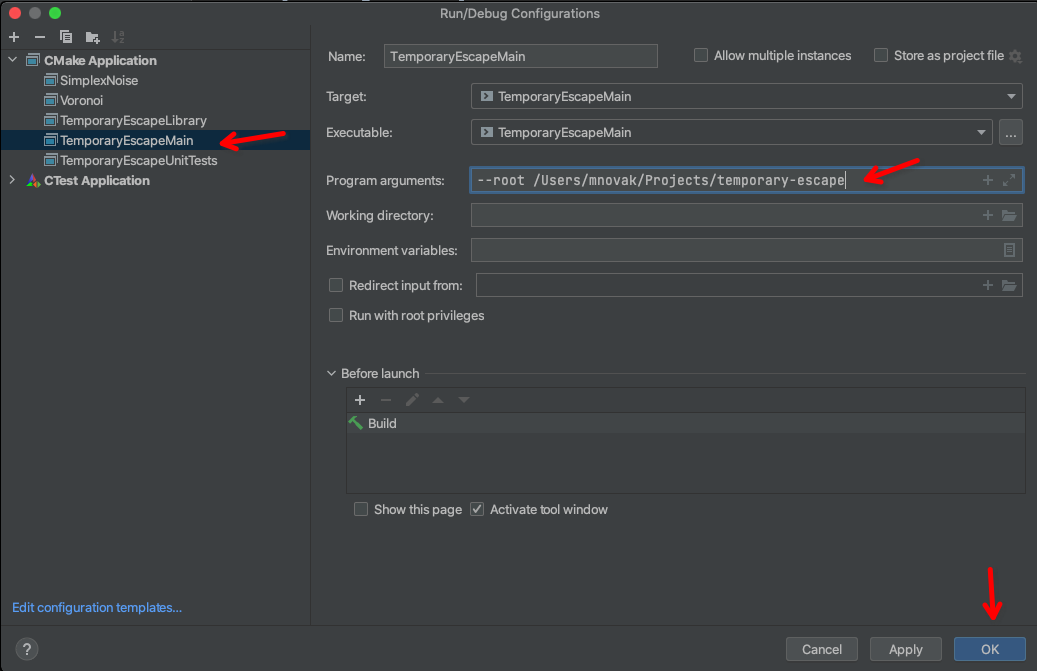 Run/Debug Configurations
CMake Application
SimplexNoise
Voronoi
TemporaryEscapeLibrary
TemporaryEscapeMain
TemporaryEscapeUnitTests
CTest Application
Edit configuration templates...
Name: TemporaryEscapeMain Allow multiple instances Store as project file
Target: TemporaryEscapeMain
Executable: TemporaryEscapeMain ...
Program arguments: --root /Users/mnovak/Projects/temporary-escape
Working directory:
Environment variables:
Redirect input from:
Run with root privileges
Before launch
Build
Show this page Activate tool window
? Cancel Apply OK